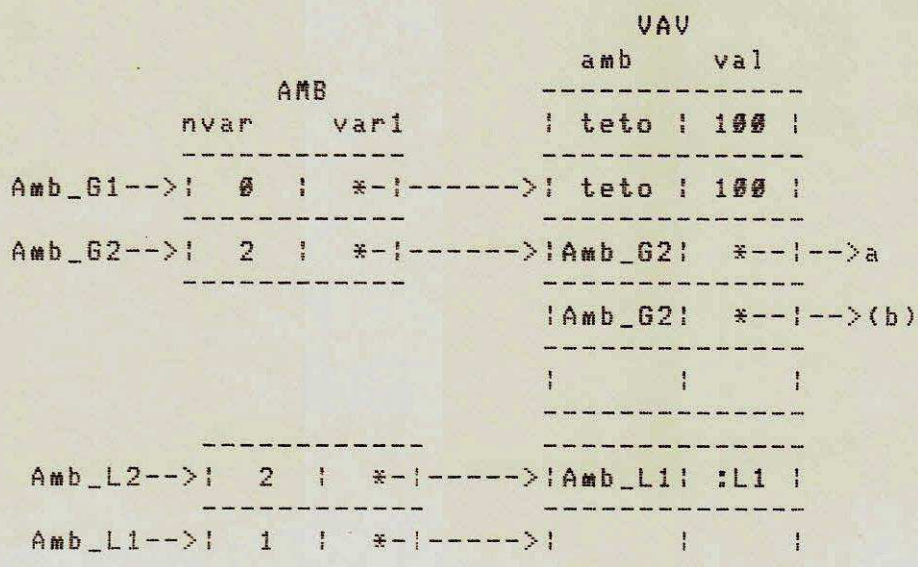 VAV
amb val
AMB
nvar var1 ¦ teto ¦ 100 ¦
Amb_G1-->¦ 0 ¦ *-¦------>¦ teto ¦ 100 ¦
Amb_G2-->¦ 2 ¦ *-¦------>¦Amb_G2¦ *--¦-->a
¦Amb_G2¦ *--¦-->(b)
Amb_L2-->¦ 2 ¦ *-¦----->¦Amb_L1¦ :L1 ¦
Amb_L1-->¦ 1 ¦ *-¦----->¦ ¦ ¦